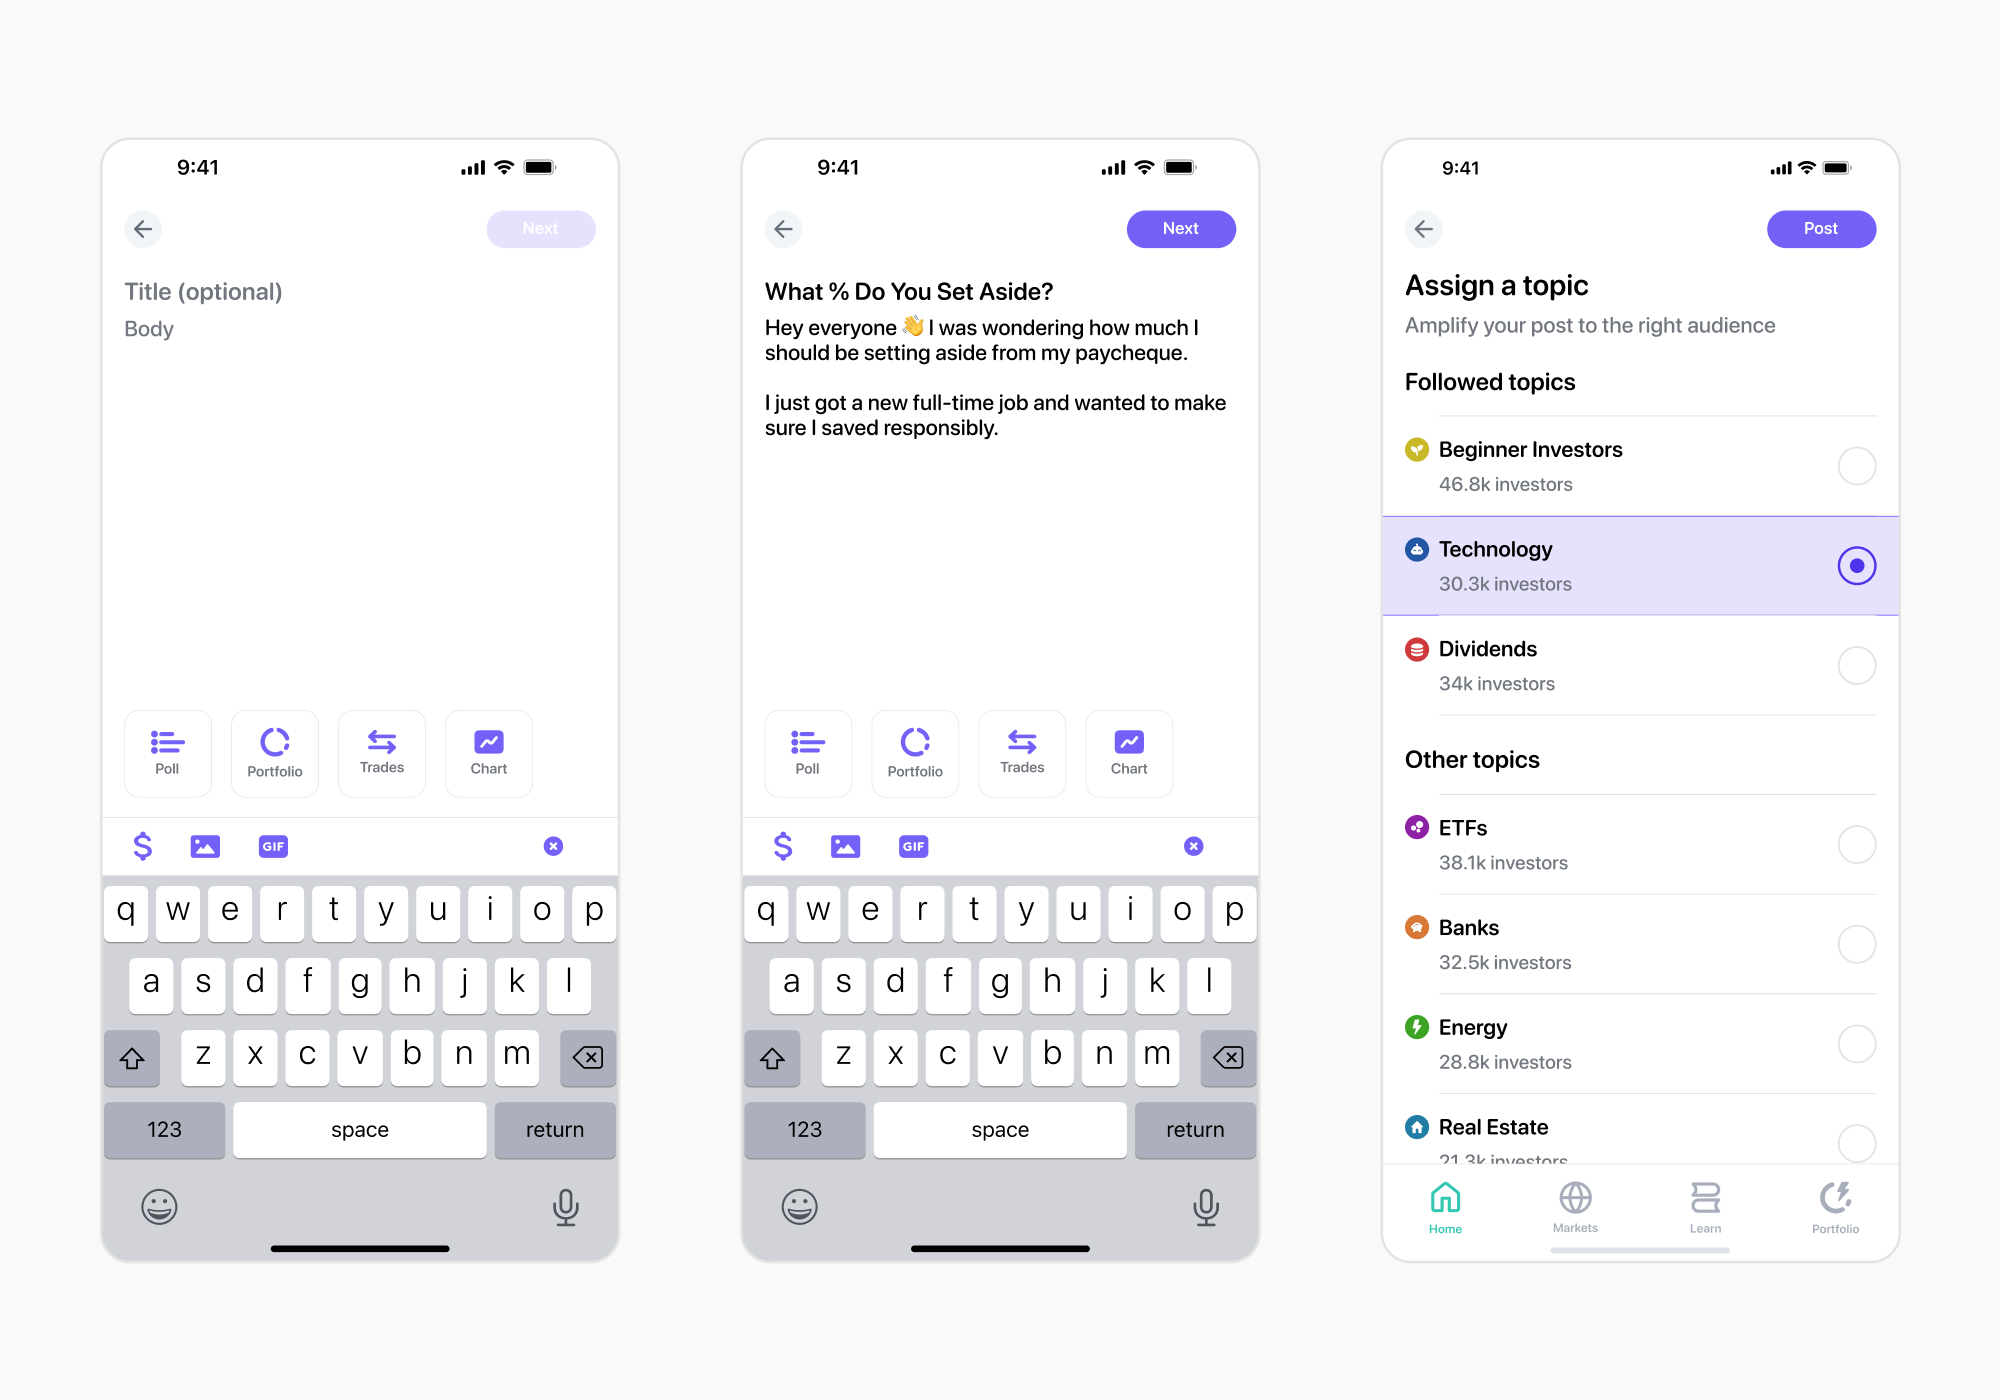 9:41
Next
Title (optional)
Body
Poll
Portfolio
Trades
Chart
GIF
q w e r t y u i o p
a s d f g h j k l
z x c v b n m
123 space return
9:41
Next
What % Do You Set Aside?
Hey everyone 👋 I was wondering how much I
should be setting aside from my paycheque.
I just got a new full-time job and wanted to make
sure I saved responsibly.
Poll
Portfolio
Trades
Chart
GIF
q w e r t y u i o p
a s d f g h j k l
z x c v b n m
123 space return
9:41
Post
Assign a topic
Amplify your post to the right audience
Followed topics
Beginner Investors
46.8k investors
Technology
30.3k investors
Dividends
34k investors
Other topics
ETFs
38.1k investors
Banks
32.5k investors
Energy
28.8k investors
Real Estate
21.3k investors
Home
Markets
Learn
Portfolio